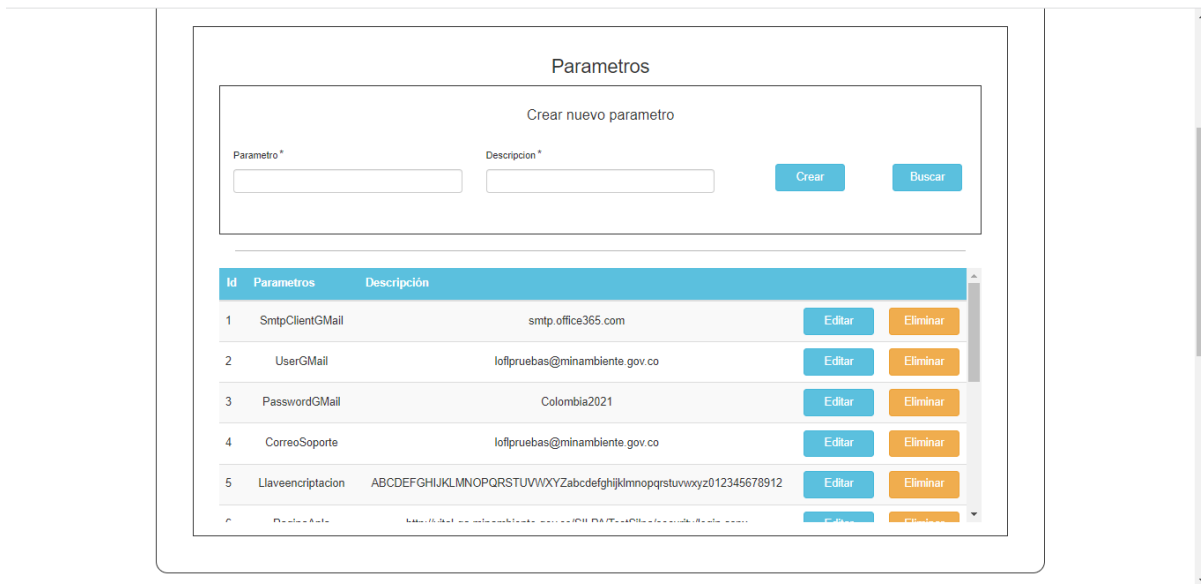 Parametros
Crear nuevo parametro
Parametro *
Descripcion *
Crear
Buscar
Id Parametros Descripción
1 SmtpClientGMail smtp.office365.com Editar Eliminar
2 UserGMail loflpruebas@minambiente.gov.co Editar Eliminar
3 PasswordGMail Colombia2021 Editar Eliminar
4 CorreoSoporte loflpruebas@minambiente.gov.co Editar Eliminar
5 Llaveencriptacion ABCDEFGHIJKLMNOPQRSTUVWXYZabcdefghijklmnopqrstuvwxyz012345678912 Editar Eliminar
Editar Eliminar